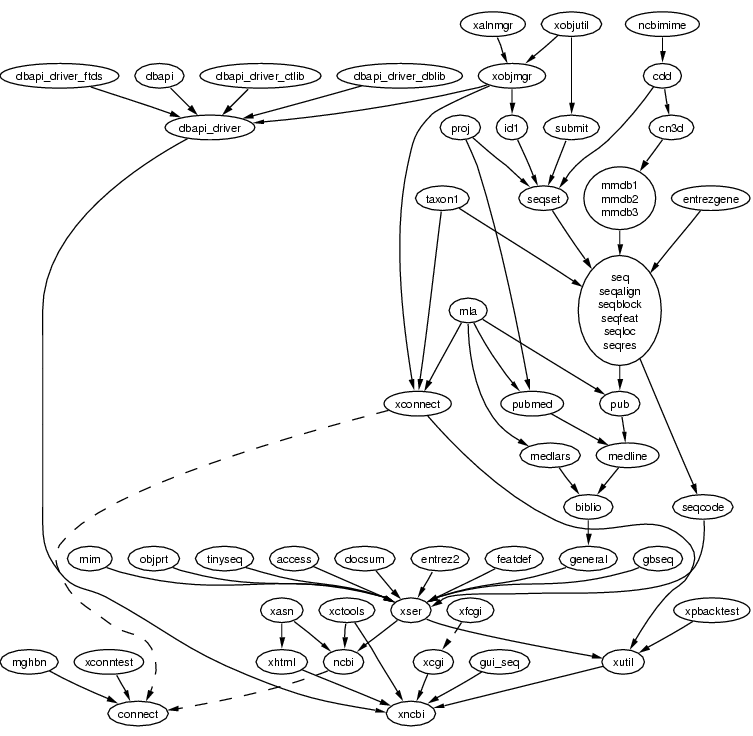 xalnmgr
xobjutil
ncbimime
dbapi_driver_ftds
dbapi
dbapi_driver_ctlib
dbapi_driver_dblib
xobjmgr
cdd
dbapi_driver
proj
id1
submit
cn3d
taxon1
seqset
mmdb1
mmdb2
mmdb3
entrezgene
seq
seqalign
seqblock
seqfeat
seqloc
seqres
mla
xconnect
pubmed
pub
medlars
medline
biblio
seqcode
mim
objprt
tinyseq
access
docsum
entrez2
featdef
general
gbseq
xasn
xctools
xser
xfcgi
xpbacktest
mghbn
xconntest
xhtml
ncbi
xcgi
gui_seq
xutil
connect
xncbi